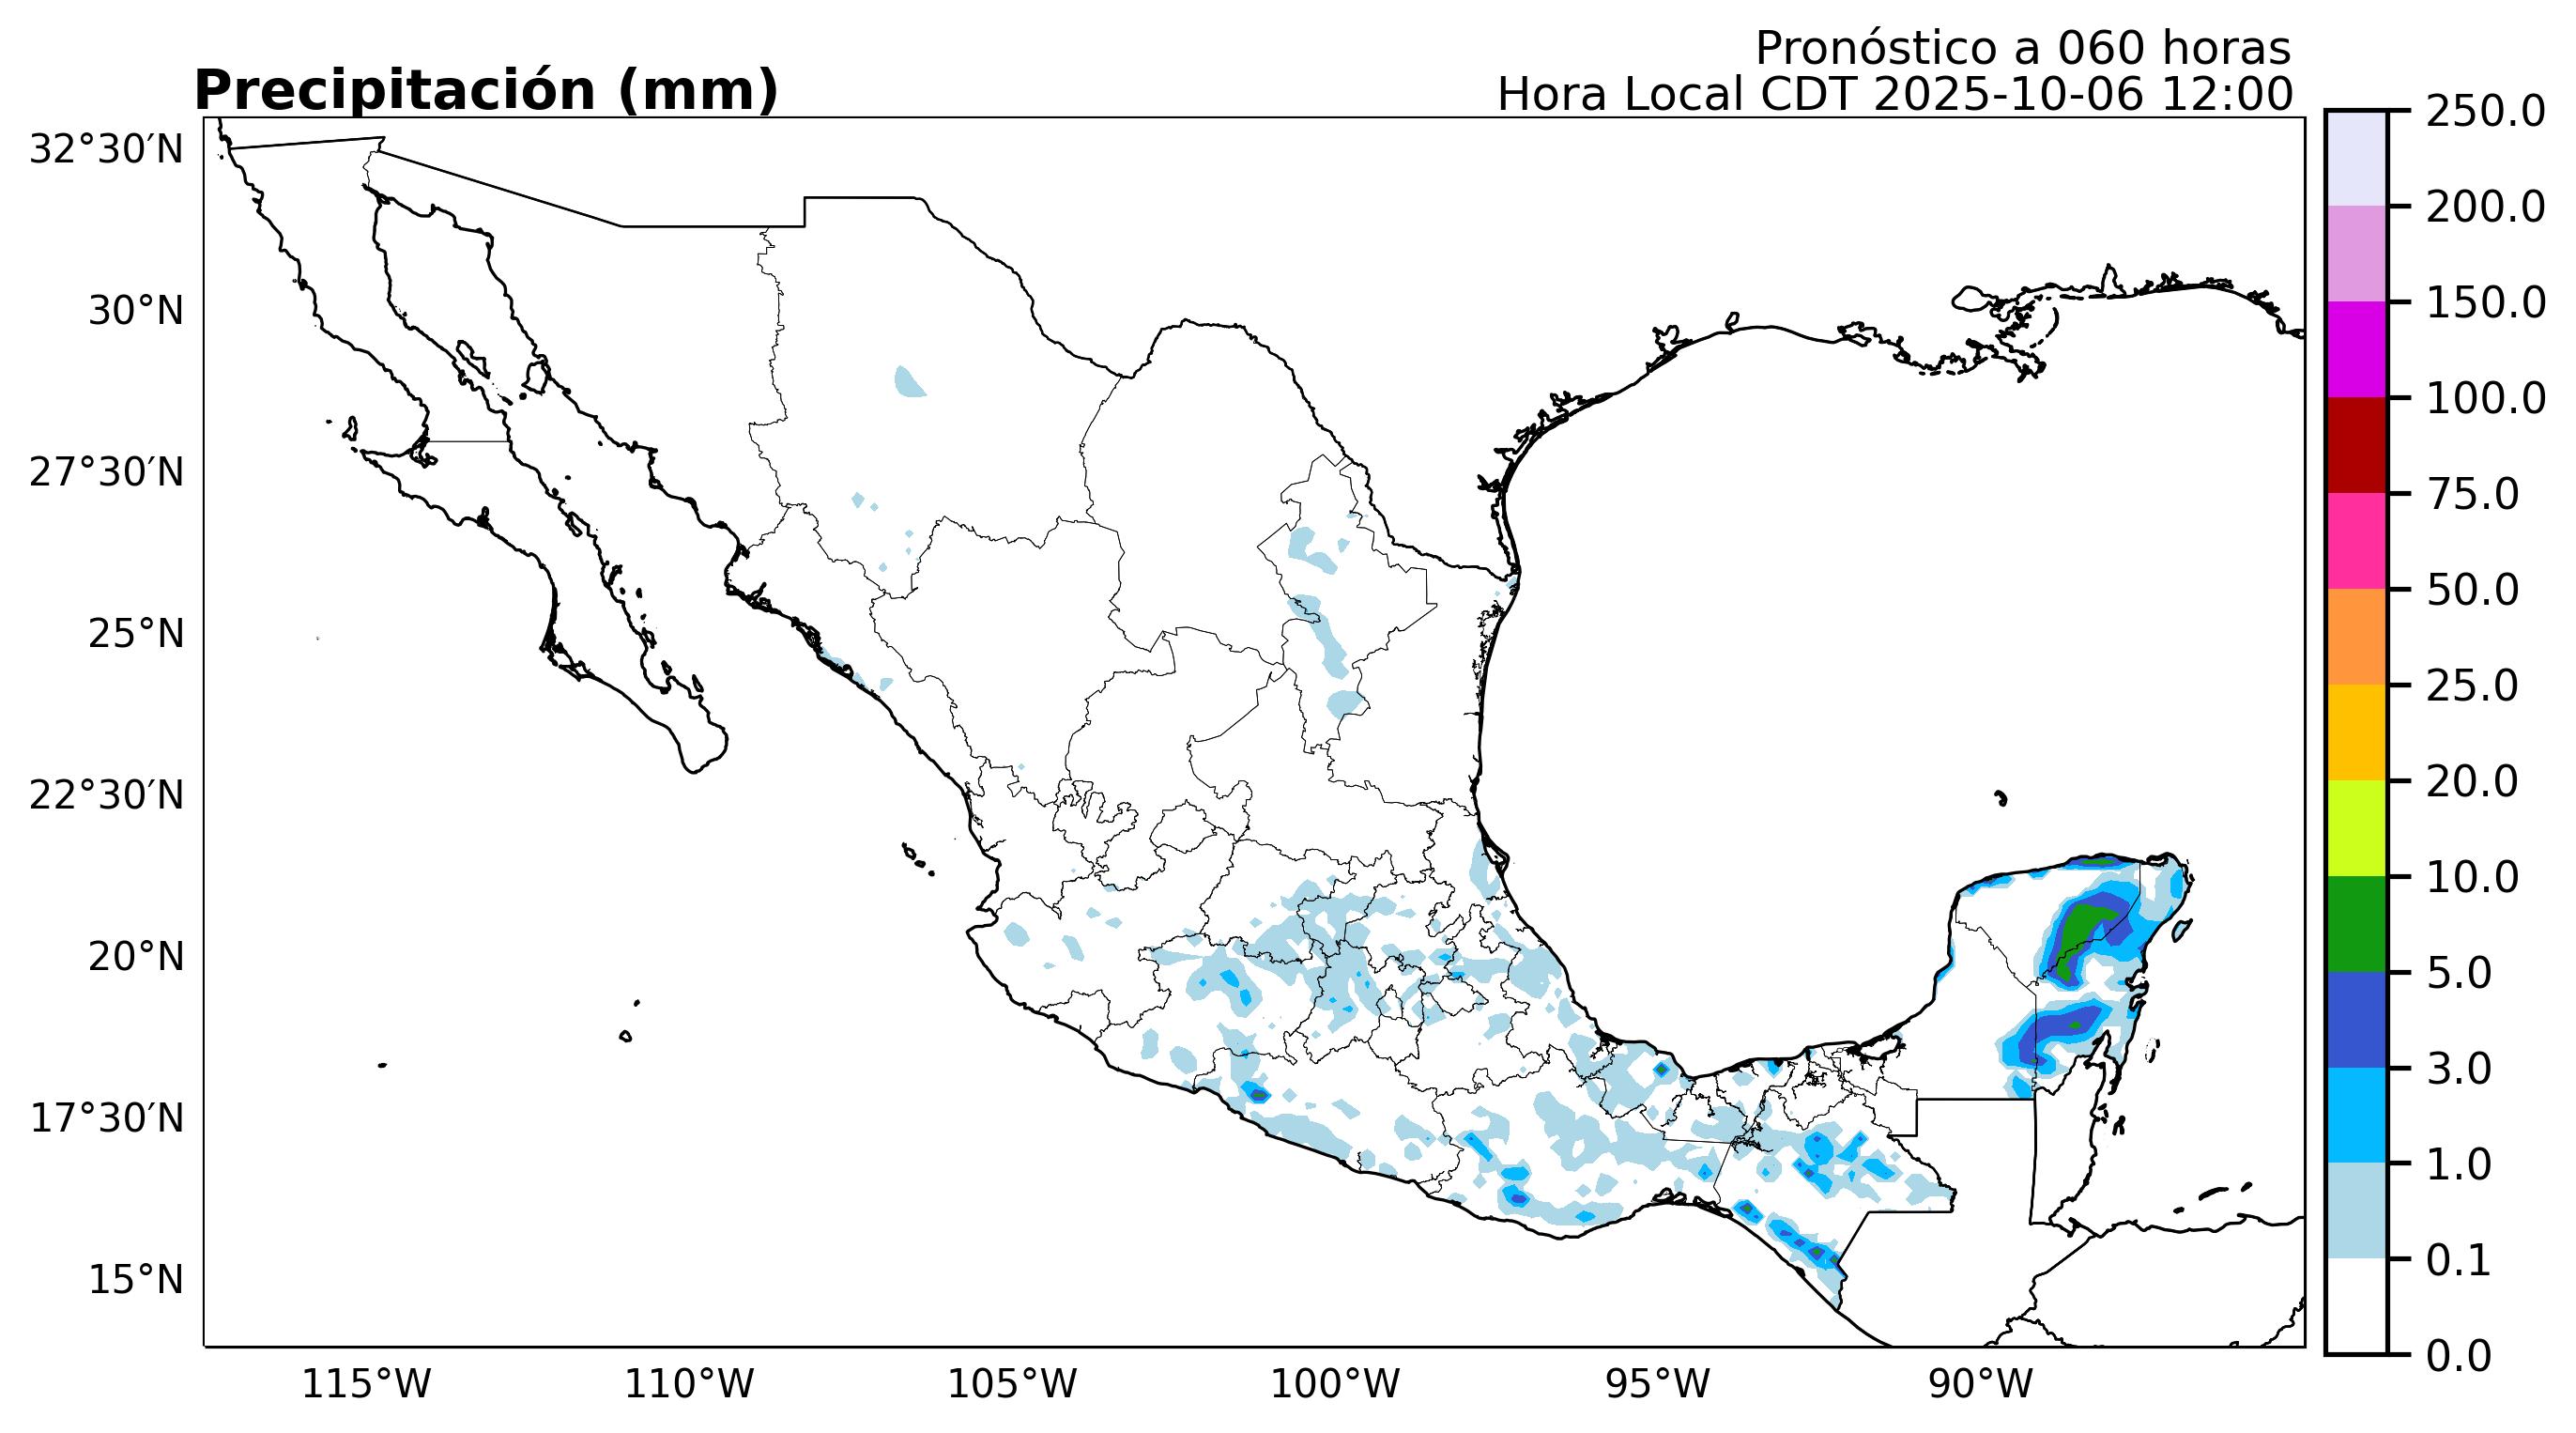 Pronóstico a 060 horas
Precipitación (mm)
Hora Local CDT 2025-10-06 12:00
32°30′N
30°N
27°30′N
25°N
22°30′N
20°N
17°30′N
15°N
115°W
110°W
105°W
100°W
95°W
90°W
250.0
200.0
150.0
100.0
75.0
50.0
25.0
20.0
10.0
5.0
3.0
1.0
0.1
0.0